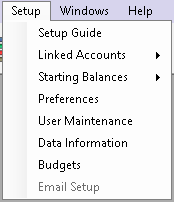 Setup Windows Help
Setup Guide
Linked Accounts
Starting Balances
Preferences
User Maintenance
Data Information
Budgets
Email Setup